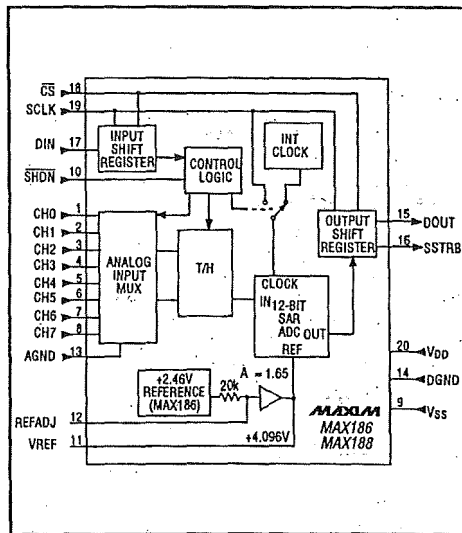 CS 18
SCLK 19
DIN 17
SHDN 10
CH0 1
CH1 2
CH2 3
CH3 4
CH4 5
CH5 6
CH6 7
CH7 8
AGND 13
REFADJ 12
VREF 11
INPUT
SHIFT
REGISTER
CONTROL
LOGIC
INT
CLOCK
OUTPUT
SHIFT
REGISTER
15 DOUT
16 SSTRB
ANALOG
INPUT
MUX
T/H
CLOCK
IN 12-BIT
SAR
ADC OUT
REF
+2.46V
REFERENCE
(MAX186)
20k
A = 1.65
+4.096V
20 VDD
14 DGND
9 VSS
MAXIM
MAX186
MAX188